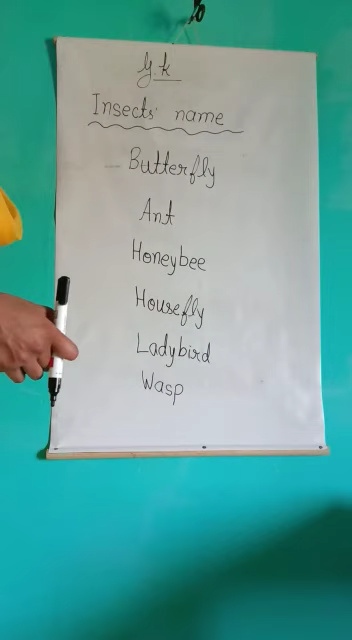 G.K
Insects' name
Butterfly
Ant
Honeybee
Housefly
Ladybird
Wasp